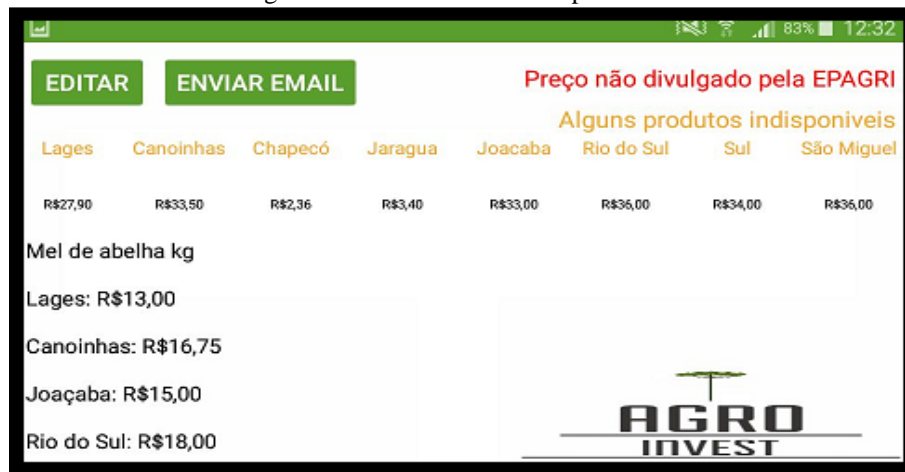 83% 12:32
EDITAR ENVIAR EMAIL Preço não divulgado pela EPAGRI
Alguns produtos indisponiveis
Lages Canoinhas Chapecó Jaragua Joacaba Rio do Sul Sul São Miguel
R$27,90 R$33,50 R$2,36 R$3,40 R$33,00 R$36,00 R$34,00 R$36,00
Mel de abelha kg
Lages: R$13,00
Canoinhas: R$16,75
Joaçaba: R$15,00
Rio do Sul: R$18,00
AGRO
INVEST